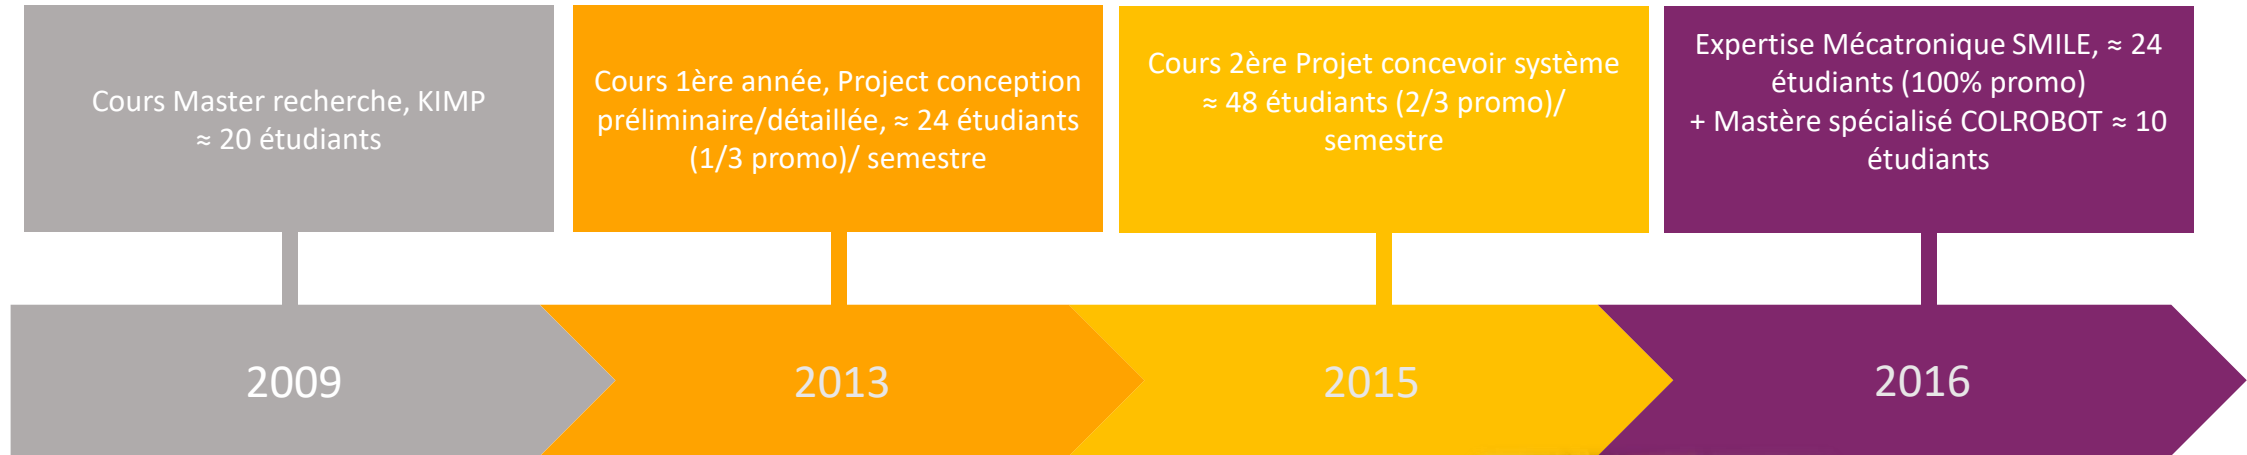 Cours Master recherche, KIMP
≈ 20 étudiants
Cours 1ère année, Project conception
préliminaire/détaillée, ≈ 24 étudiants
(1/3 promo)/ semestre
Cours 2ère Projet concevoir système
≈ 48 étudiants (2/3 promo)/
semestre
Expertise Mécatronique SMILE, ≈ 24
étudiants (100% promo)
+ Mastère spécialisé COLROBOT ≈ 10
étudiants
2009
2013
2015
2016